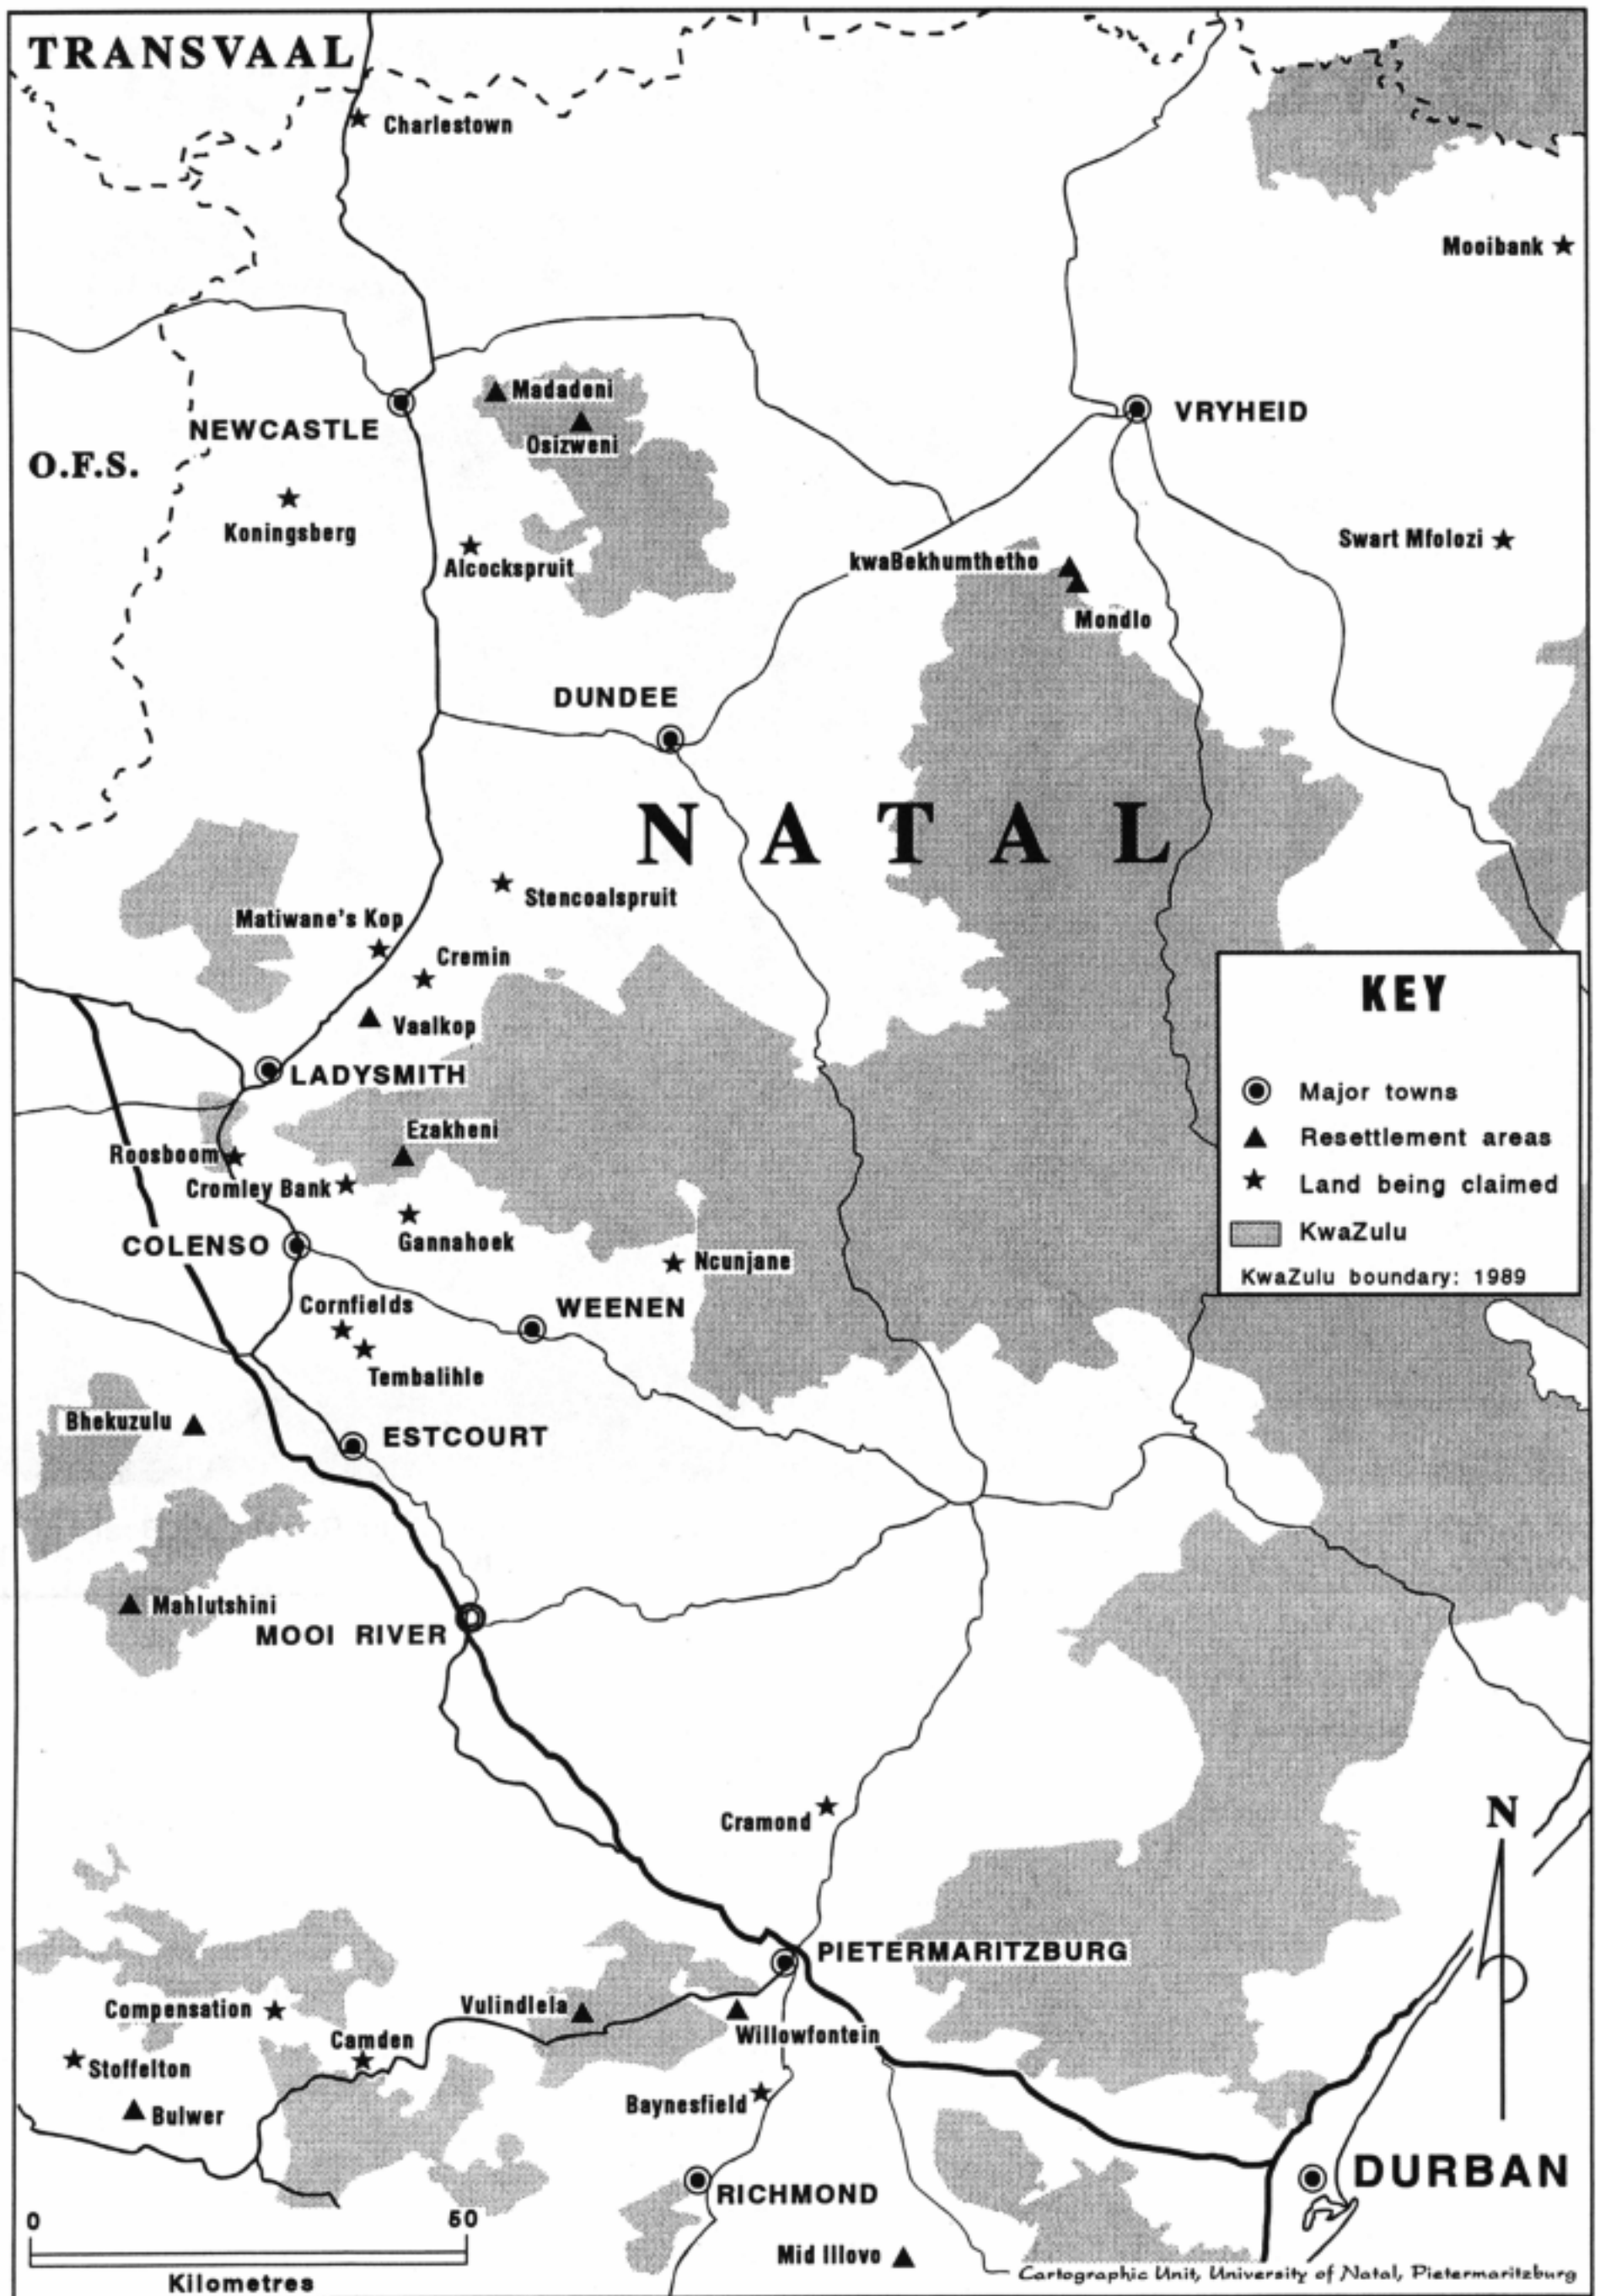 TRANSVAAL
Charlestown
Mooibank
Madadeni
NEWCASTLE
VRYHEID
Osizweni
O.F.S.
Koningsberg
Swart Mfolozi
Alcockspruit
kwaBekhumthetho
Mondlo
DUNDEE
N A T A L
Stencoalspruit
Matiwane's Kop
Cremin
Vaalkop
LADYSMITH
Ezakheni
Roosboom
Cromley Bank
Gannahoek
COLENSO
Ncunjane
Cornfields
WEENEN
Tembalihle
KEY
Major towns
Resettlement areas
Land being claimed
KwaZulu
KwaZulu boundary: 1989
Bhekuzulu
ESTCOURT
Mahlutshini
MOOI RIVER
N
Cramond
PIETERMARITZBURG
Compensation
Vulindlela
Willowfontein
Camden
Stoffelton
Baynesfield
Bulwer
DURBAN
RICHMOND
0 50
Kilometres
Mid Illovo
Cartographic Unit, University of Natal, Pietermaritzburg